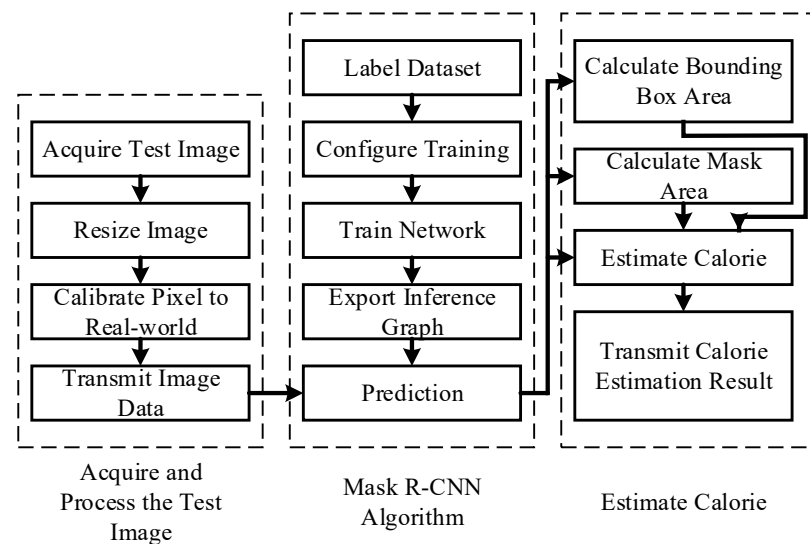 Acquire Test Image
Resize Image
Calibrate Pixel to
Real-world
Transmit Image
Data
Acquire and
Process the Test
Image
Label Dataset
Configure Training
Train Network
Export Inference
Graph
Prediction
Mask R-CNN
Algorithm
Calculate Bounding
Box Area
Calculate Mask
Area
Estimate Calorie
Transmit Calorie
Estimation Result
Estimate Calorie